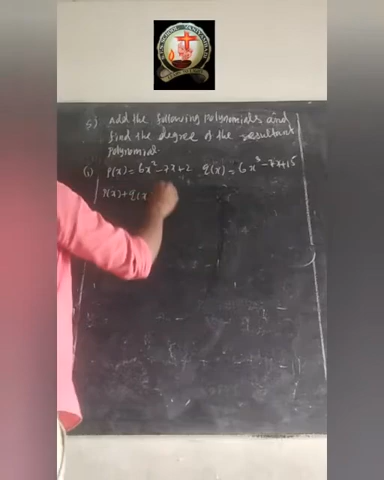 5) Add the following polynomials and
find the degree of the resultant
polynomial.
(i) P(x) = 6x² - 7x + 2 q(x) = 6x³ - 7x + 15
P(x) + q(x